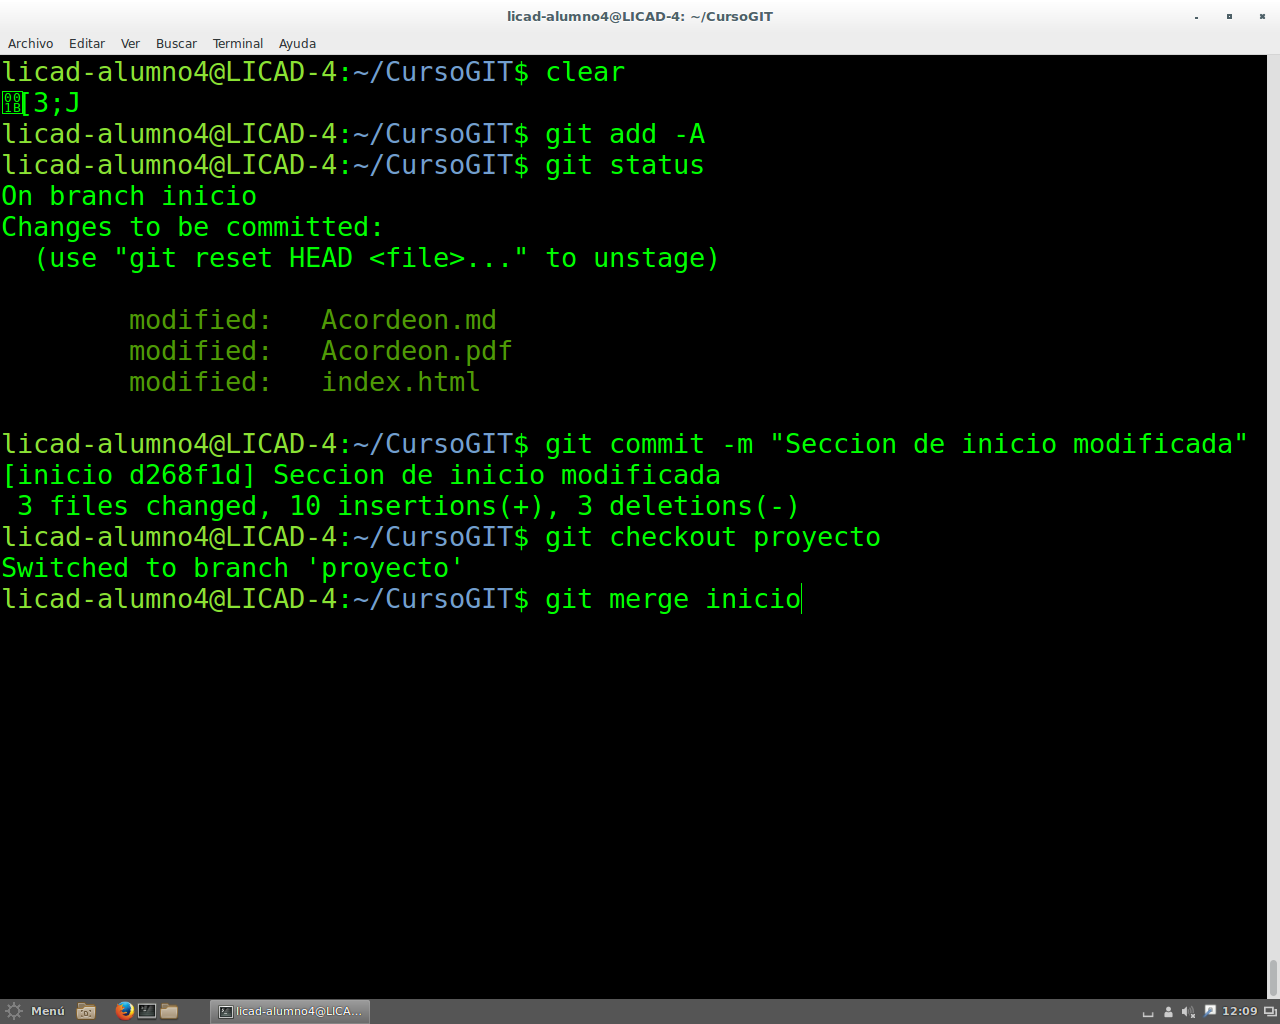 licad-alumno4@LICAD-4: ~/CursoGIT
Archivo Editar Ver Buscar Terminal Ayuda
licad-alumno4@LICAD-4:~/CursoGIT$ clear
[3;J
licad-alumno4@LICAD-4:~/CursoGIT$ git add -A
licad-alumno4@LICAD-4:~/CursoGIT$ git status
On branch inicio
Changes to be committed:
  (use "git reset HEAD <file>..." to unstage)
        modified:   Acordeon.md
        modified:   Acordeon.pdf
        modified:   index.html
licad-alumno4@LICAD-4:~/CursoGIT$ git commit -m "Seccion de inicio modificada"
[inicio d268f1d] Seccion de inicio modificada
 3 files changed, 10 insertions(+), 3 deletions(-)
licad-alumno4@LICAD-4:~/CursoGIT$ git checkout proyecto
Switched to branch 'proyecto'
licad-alumno4@LICAD-4:~/CursoGIT$ git merge inicio
Menú licad-alumno4@LICA... 12:09